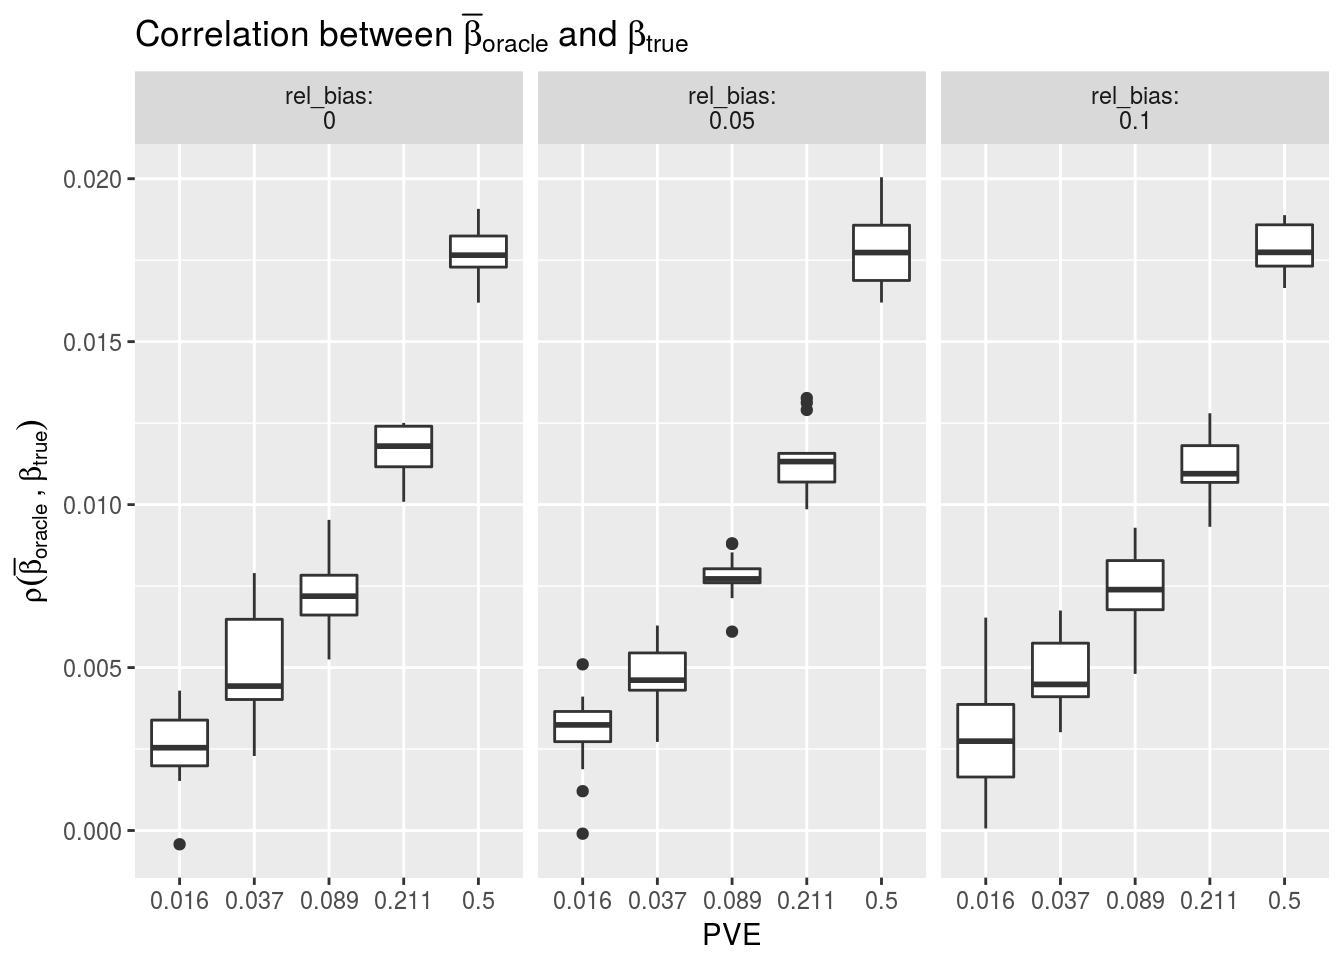 Correlation between β̅oracle and βtrue
rel_bias:
0
rel_bias:
0.05
rel_bias:
0.1
ρ(β̅oracle , βtrue)
0.020
0.015
0.010
0.005
0.000
0.016 0.037 0.089 0.211 0.5
0.016 0.037 0.089 0.211 0.5
0.016 0.037 0.089 0.211 0.5
PVE